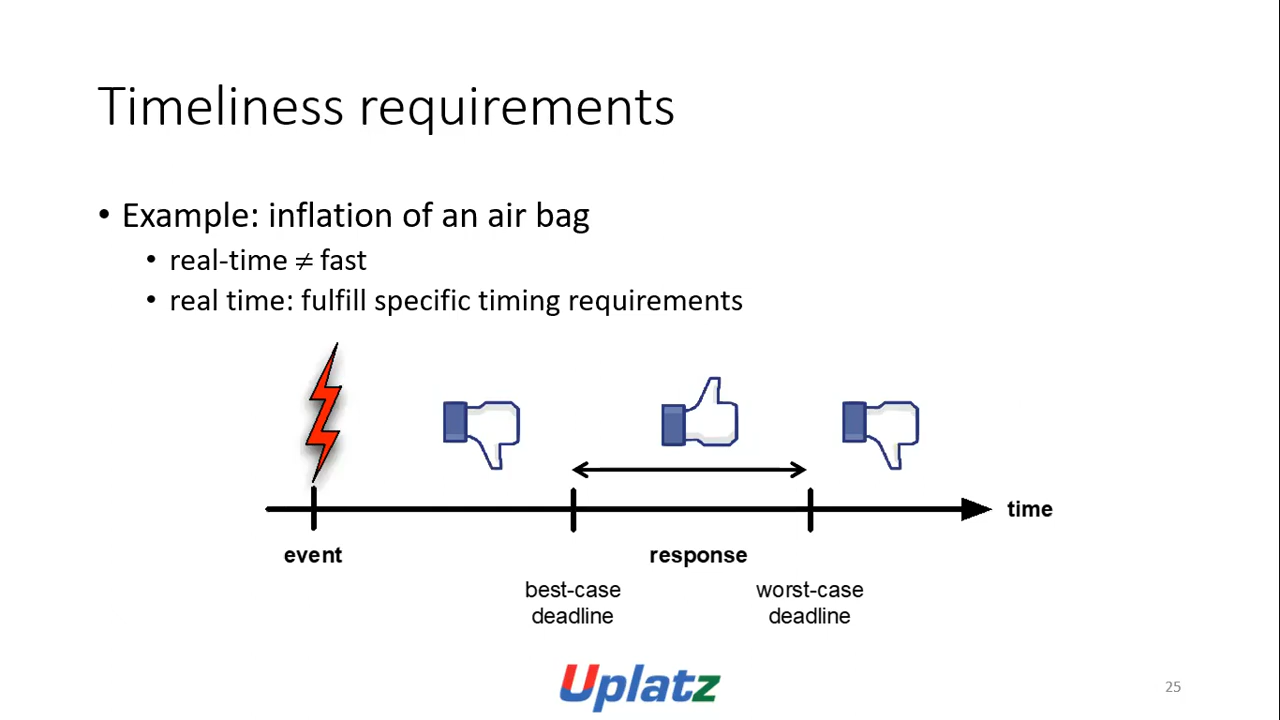 Timeliness requirements
• Example: inflation of an air bag
• real-time ≠ fast
• real time: fulfill specific timing requirements
time
event
response
best-case
deadline
worst-case
deadline
Uplatz
25